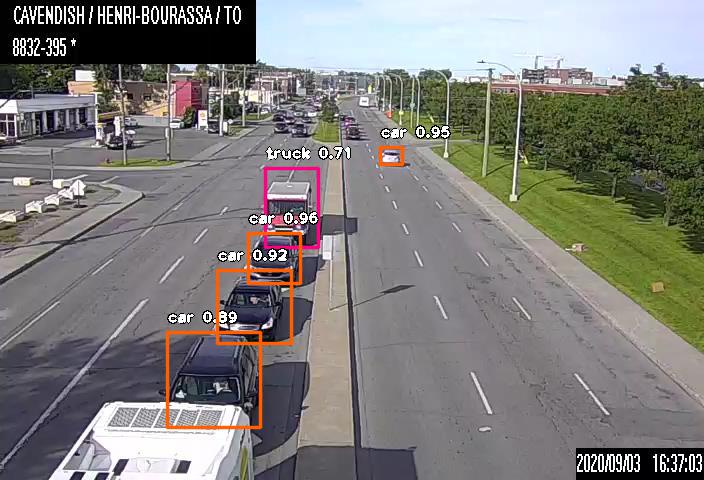 CAVENDISH / HENRI-BOURASSA / TO
8832-395 *
car 0.95
truck 0.71
car 0.96
car 0.92
car 0.89
2020/09/03 16:37:03